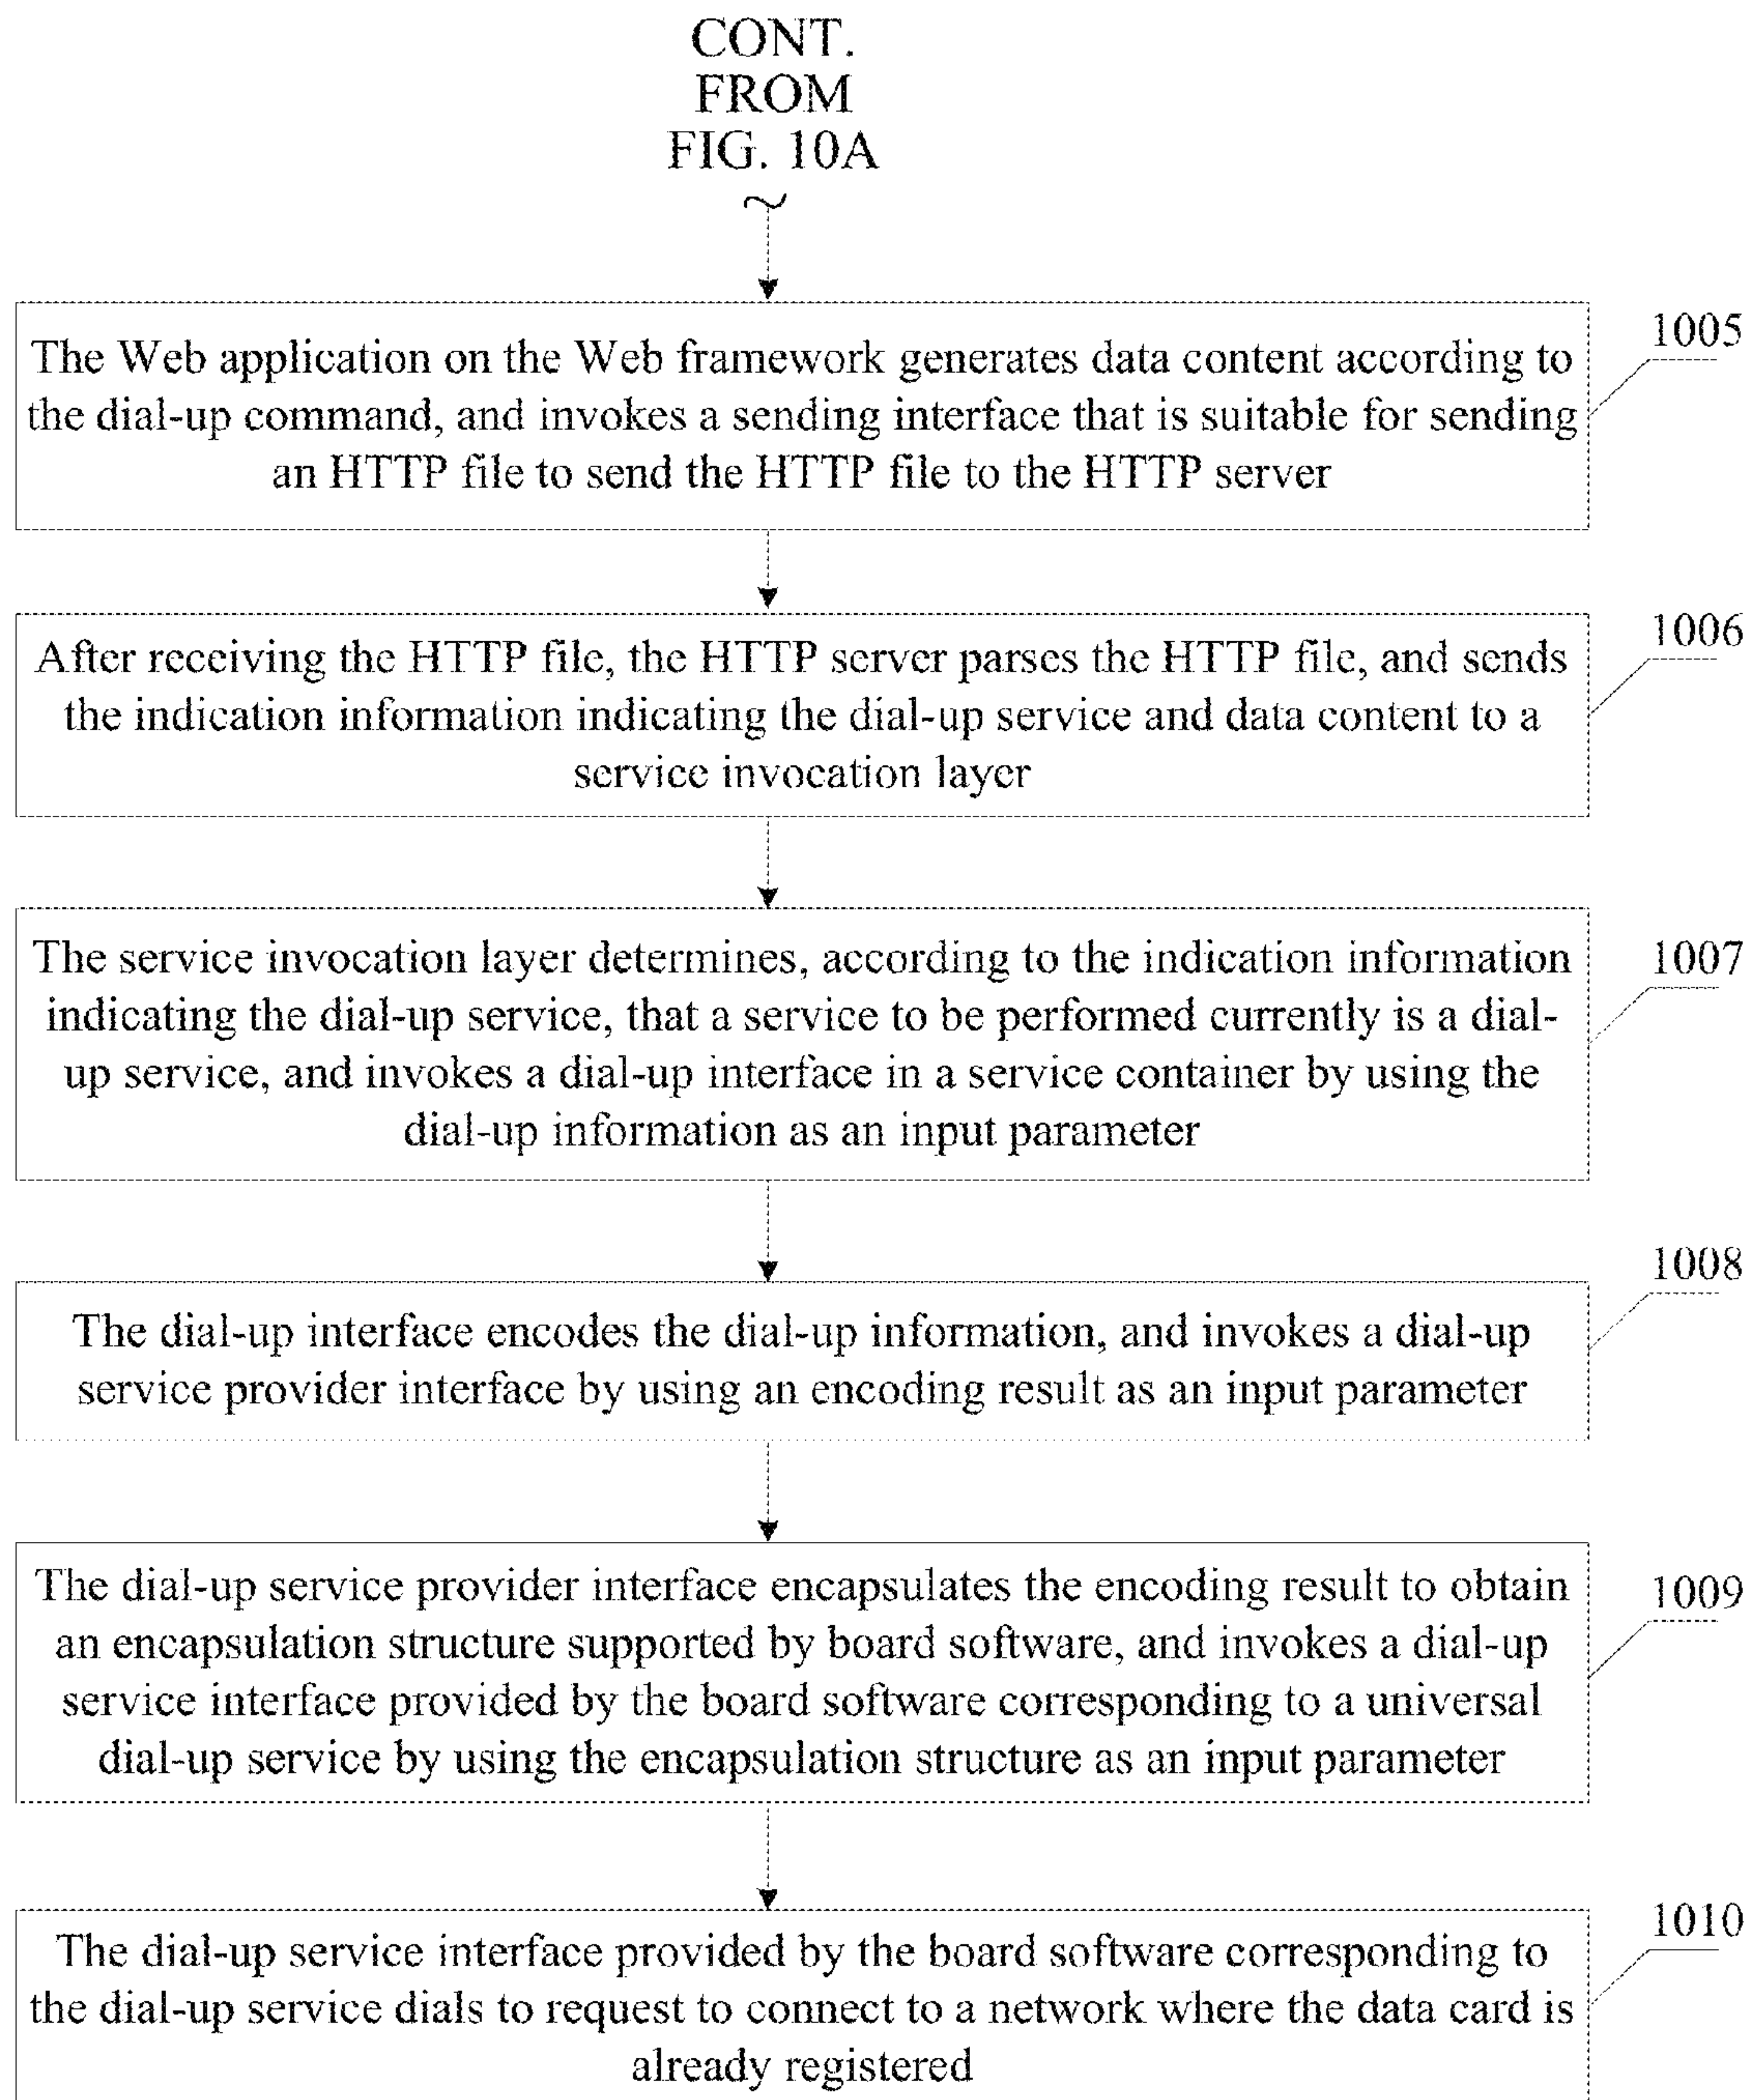 CONT.
FROM
FIG. 10A
The Web application on the Web framework generates data content according to
the dial-up command, and invokes a sending interface that is suitable for sending
an HTTP file to send the HTTP file to the HTTP server
1005
After receiving the HTTP file, the HTTP server parses the HTTP file, and sends
the indication information indicating the dial-up service and data content to a
service invocation layer
1006
The service invocation layer determines, according to the indication information
indicating the dial-up service, that a service to be performed currently is a dial-
up service, and invokes a dial-up interface in a service container by using the
dial-up information as an input parameter
1007
The dial-up interface encodes the dial-up information, and invokes a dial-up
service provider interface by using an encoding result as an input parameter
1008
The dial-up service provider interface encapsulates the encoding result to obtain
an encapsulation structure supported by board software, and invokes a dial-up
service interface provided by the board software corresponding to a universal
dial-up service by using the encapsulation structure as an input parameter
1009
The dial-up service interface provided by the board software corresponding to
the dial-up service dials to request to connect to a network where the data card is
already registered
1010